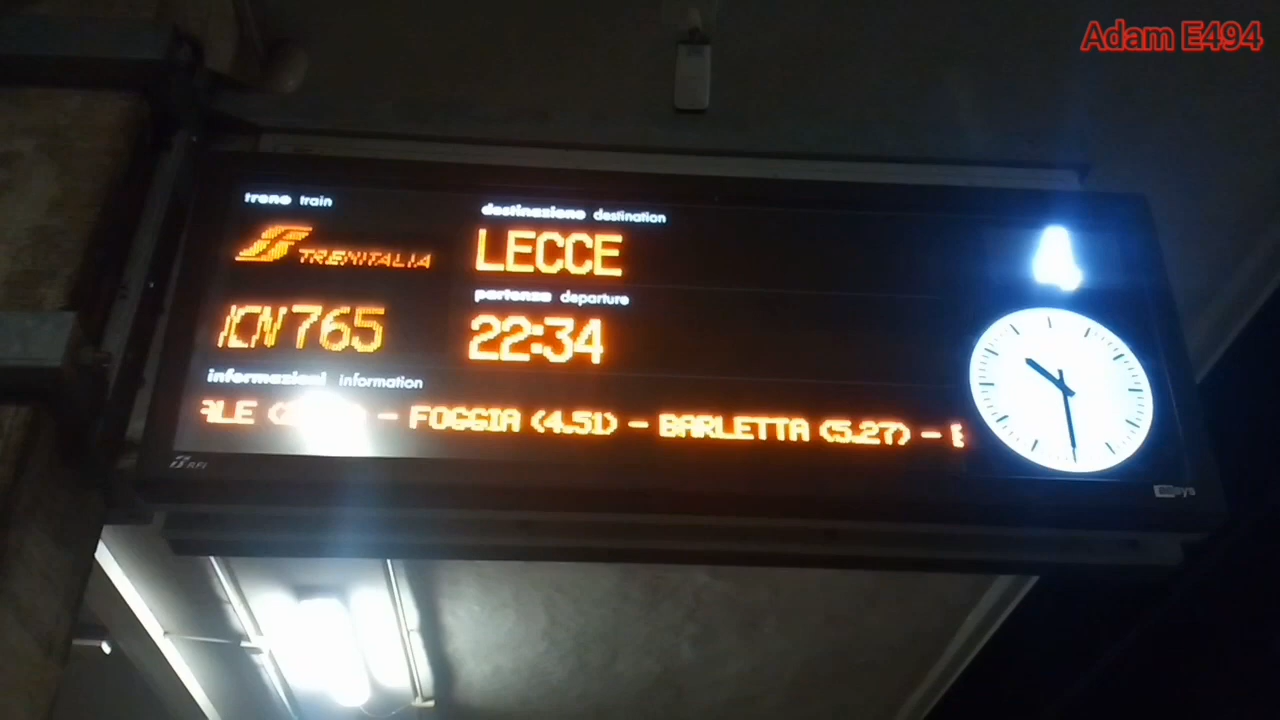 Adam E494
treno train
destinazione destination
TRENITALIA
LECCE
partenza departure
ICN 765
22:34
informazioni information
ALE - FOGGIA (4.51) - BARLETTA (5.27) -
RFI